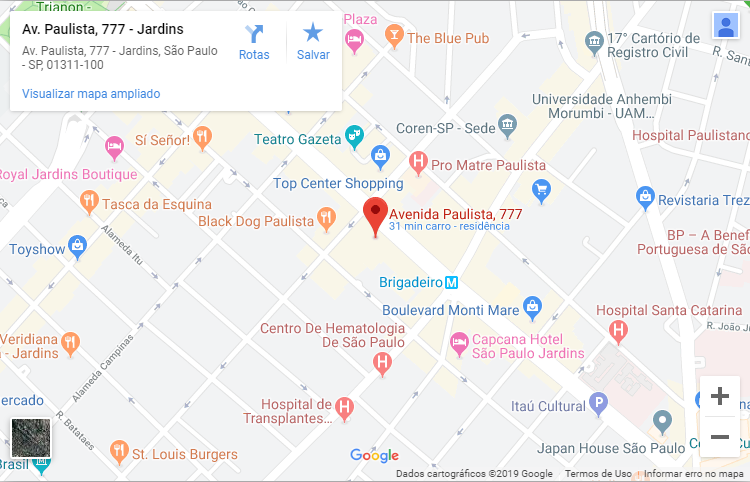 Trianon -
Av. Paulista, 777 - Jardins
Av. Paulista, 777 - Jardins, São Paulo
- SP, 01311-100
Rotas
Salvar
Visualizar mapa ampliado
Plaza
The Blue Pub
17° Cartório de
Registro Civil
R. Santo
Universidade Anhembi
Morumbi - UAM...
Coren-SP - Sede
Hospital Paulistano
Teatro Gazeta
Sí Señor!
Royal Jardins Boutique
Top Center Shopping
Pro Matre Paulista
Revistaria Trez
Tasca da Esquina
Black Dog Paulista
Avenida Paulista, 777
31 min carro - residência
BP – A Benef
Portuguesa de São
Alameda Itu
Toyshow
Brigadeiro M
Boulevard Monti Mare
Hospital Santa Catarina
R. João J
Centro De Hematologia
De São Paulo
Capcana Hotel
São Paulo Jardins
Veridiana
a - Jardins
Alameda Campinas
Mercado
R. Batataes
Hospital de
Transplantes...
Itaú Cultural
Japan House São Paulo
St. Louis Burgers
Brasil
Google
Dados cartográficos ©2019 Google
Termos de Uso
Informar erro no mapa